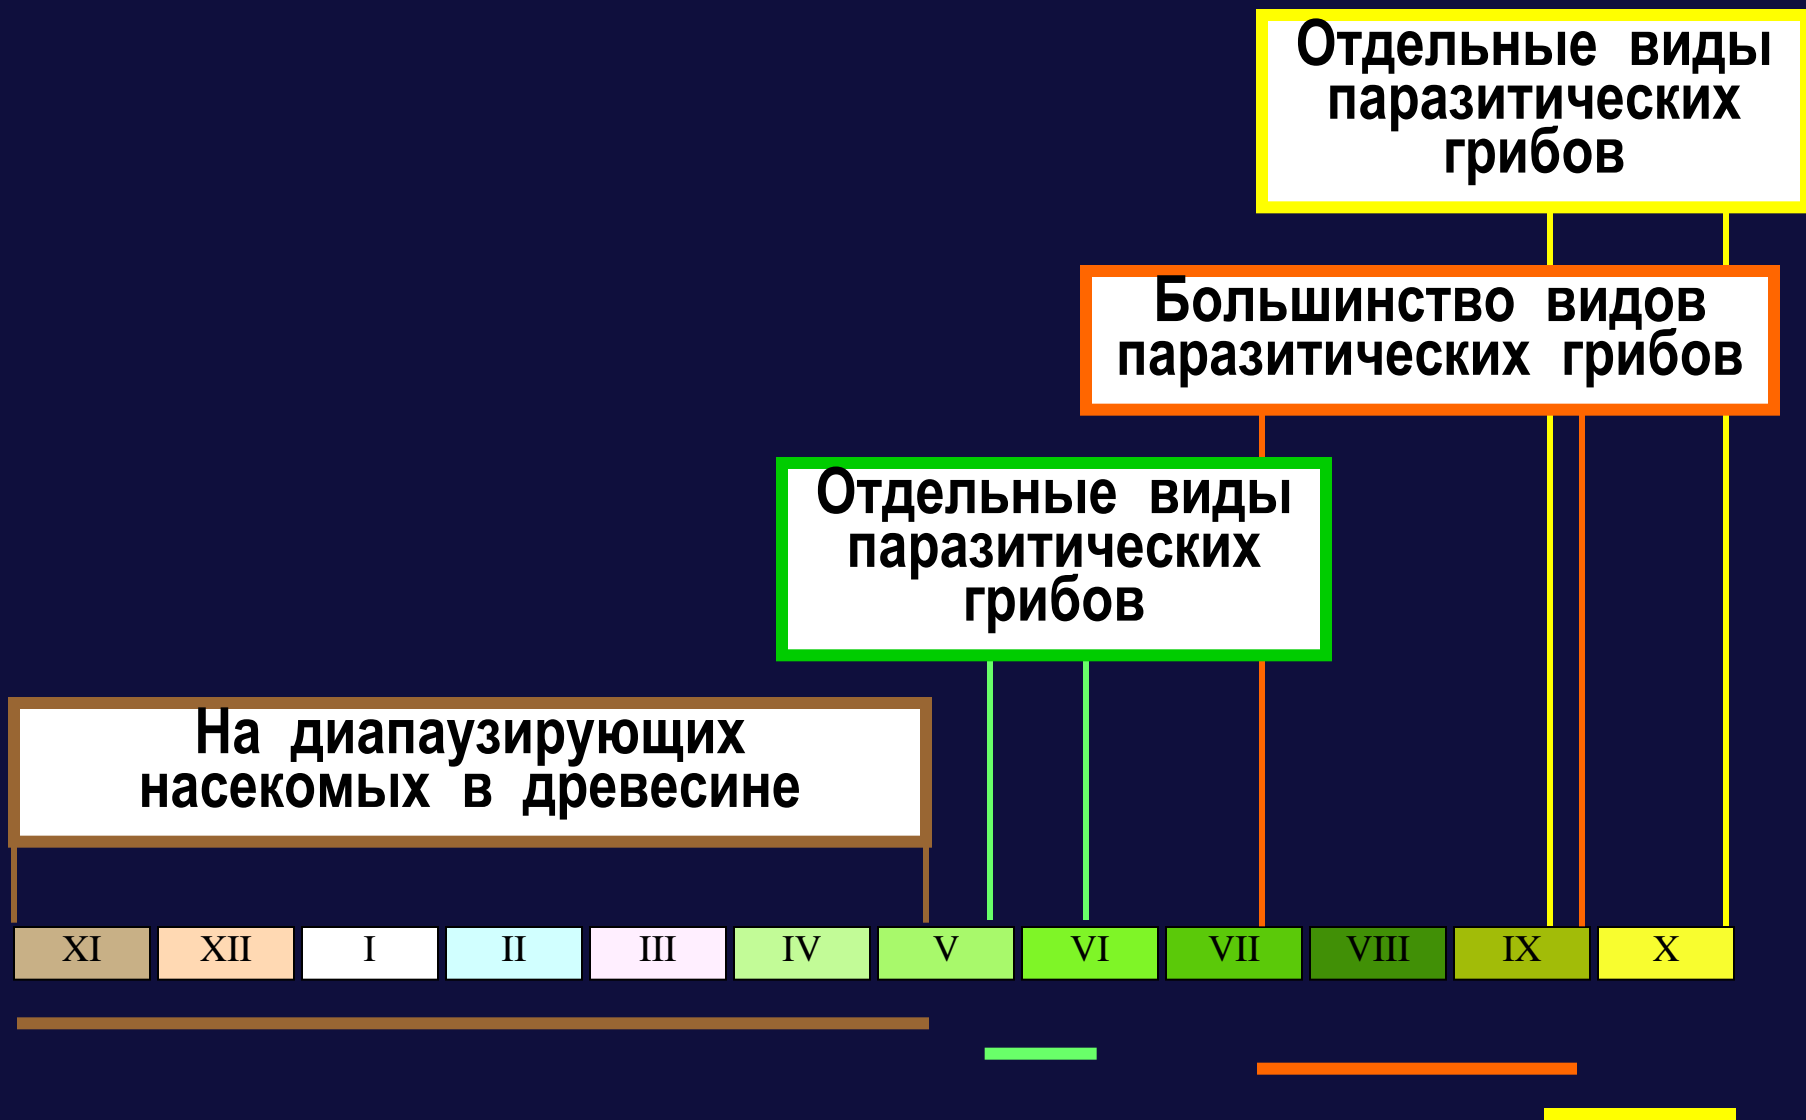 Отдельные виды
паразитических
грибов
Большинство видов
паразитических грибов
Отдельные виды
паразитических
грибов
На диапаузирующих
насекомых в древесине
XI XII I II III IV V VI VII VIII IX X